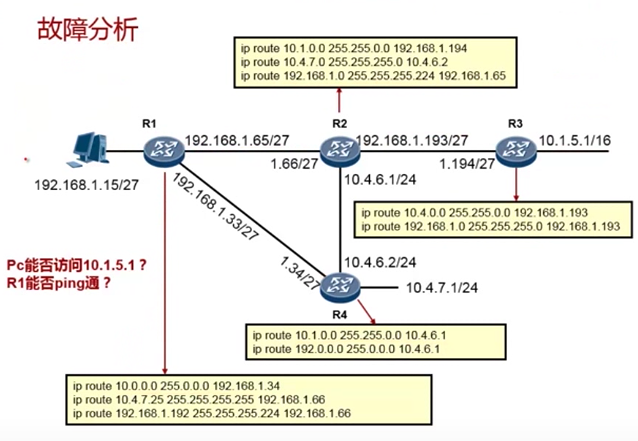 故障分析
ip route 10.1.0.0 255.255.0.0 192.168.1.194
ip route 10.4.7.0 255.255.255.0 10.4.6.2
ip route 192.168.1.0 255.255.255.224 192.168.1.65
R1
R2
R3
192.168.1.65/27
192.168.1.193/27
10.1.5.1/16
1.66/27
1.194/27
192.168.1.15/27
192.168.1.33/27
10.4.6.1/24
ip route 10.4.0.0 255.255.0.0 192.168.1.193
ip route 192.168.1.0 255.255.255.0 192.168.1.193
Pc能否访问10.1.5.1？
R1能否ping通？
10.4.6.2/24
1.34/27
10.4.7.1/24
R4
ip route 10.1.0.0 255.255.0.0 10.4.6.1
ip route 192.0.0.0 255.0.0.0 10.4.6.1
ip route 10.0.0.0 255.0.0.0 192.168.1.34
ip route 10.4.7.25 255.255.255.255 192.168.1.66
ip route 192.168.1.192 255.255.255.224 192.168.1.66